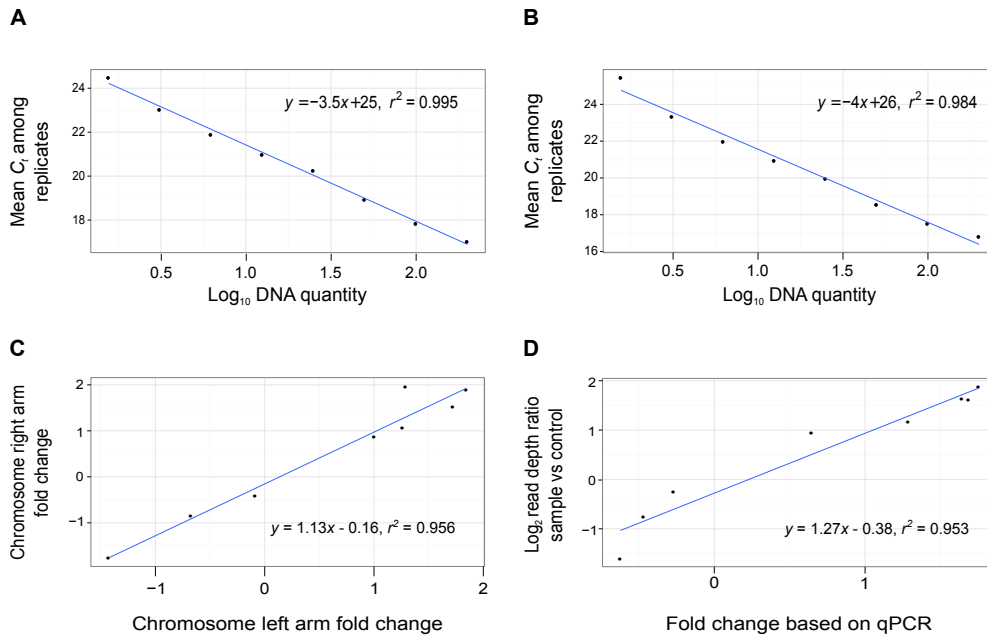 A
B
24
22
20
18
y =−3.5x+25, r² = 0.995
Mean Cₜ among
replicates
0.5
1.0
1.5
2.0
Log₁₀ DNA quantity
24
22
20
18
16
y =−4x+26, r² = 0.984
Mean Cₜ among
replicates
0.5
1.0
1.5
2.0
Log₁₀ DNA quantity
C
D
2
1
0
−1
y = 1.13x - 0.16, r² = 0.956
Chromosome right arm
fold change
−1
0
1
2
Chromosome left arm fold change
2
1
0
−1
y = 1.27x - 0.38, r² = 0.953
Log₂ read depth ratio
sample vs control
0
1
Fold change based on qPCR